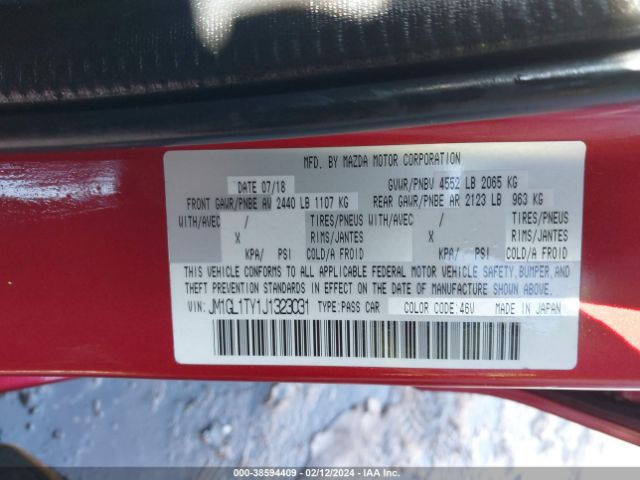 MFD. BY MAZDA MOTOR CORPORATION
DATE 07/18 GVWR/PNBV 4552 LB 2065 KG
FRONT GAWR/PNBE AV 2440 LB 1107 KG REAR GAWR/PNBE AR 2123 LB 963 KG
WITH/AVEC / TIRES/PNEUS WITH/AVEC / TIRES/PNEUS
X RIMS/JANTES X RIMS/JANTES
KPA/ PSI COLD/A FROID KPA/ PSI COLD/A FROID
THIS VEHICLE CONFORMS TO ALL APPLICABLE FEDERAL MOTOR VEHICLE SAFETY, BUMPER, AND
THEFT PREVENTION STANDARDS IN EFFECT ON THE DATE OF MANUFACTURE SHOWN ABOVE.
VIN: JM1GL1TY1J1323031 TYPE: PASS CAR COLOR CODE: 46V MADE IN JAPAN
000-38594409 - 02/12/2024 - IAA Inc.